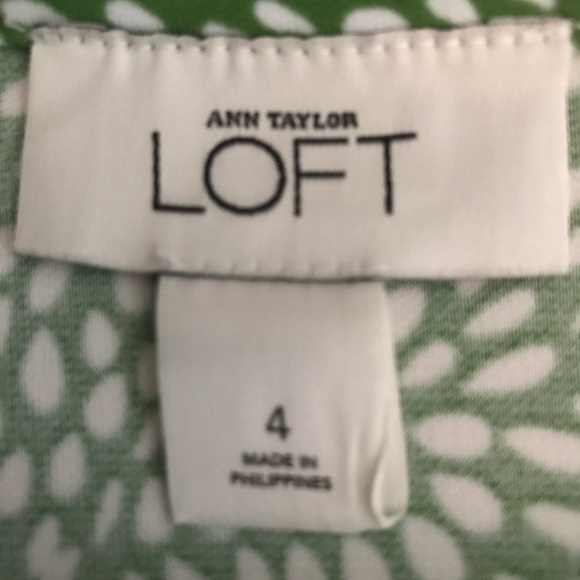 ANN TAYLOR
LOFT
4
MADE IN
PHILIPPINES